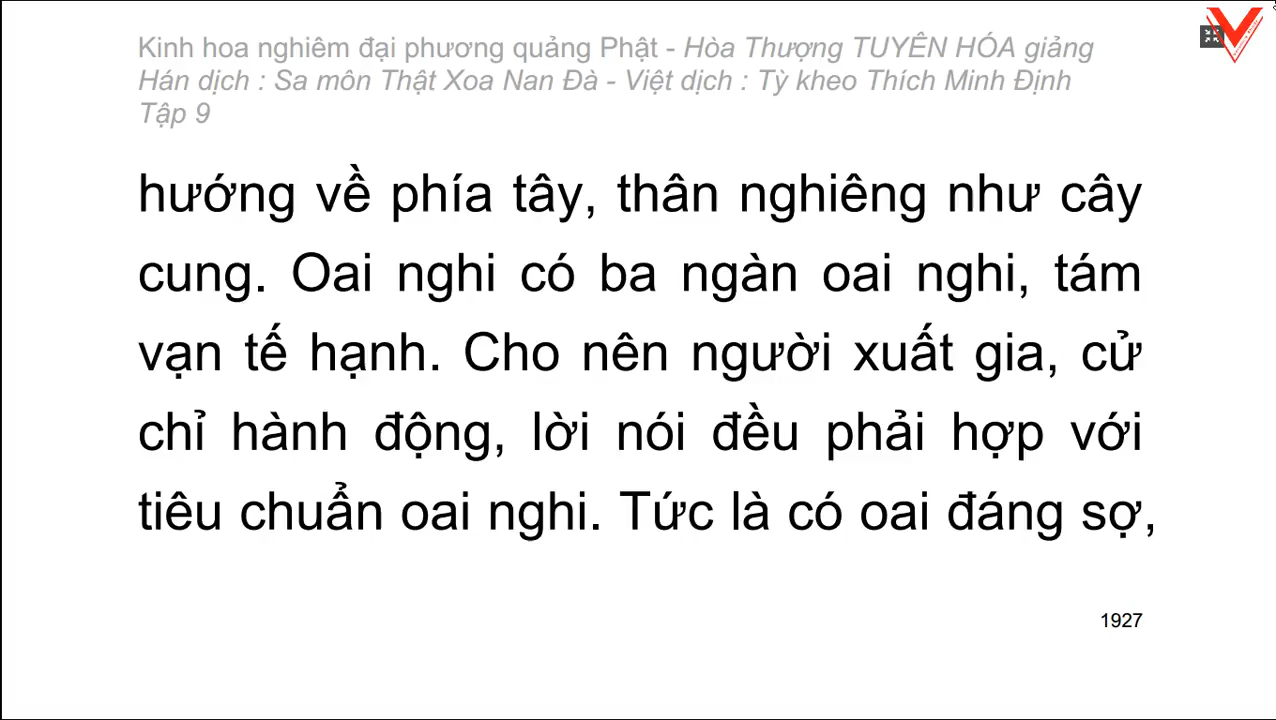 Kinh hoa nghiêm đại phương quảng Phật - Hòa Thượng TUYÊN HÓA giảng
Hán dịch : Sa môn Thật Xoa Nan Đà - Việt dịch : Tỳ kheo Thích Minh Định
Tập 9
hướng về phía tây, thân nghiêng như cây
cung. Oai nghi có ba ngàn oai nghi, tám
vạn tế hạnh. Cho nên người xuất gia, cử
chỉ hành động, lời nói đều phải hợp với
tiêu chuẩn oai nghi. Tức là có oai đáng sợ,
1927